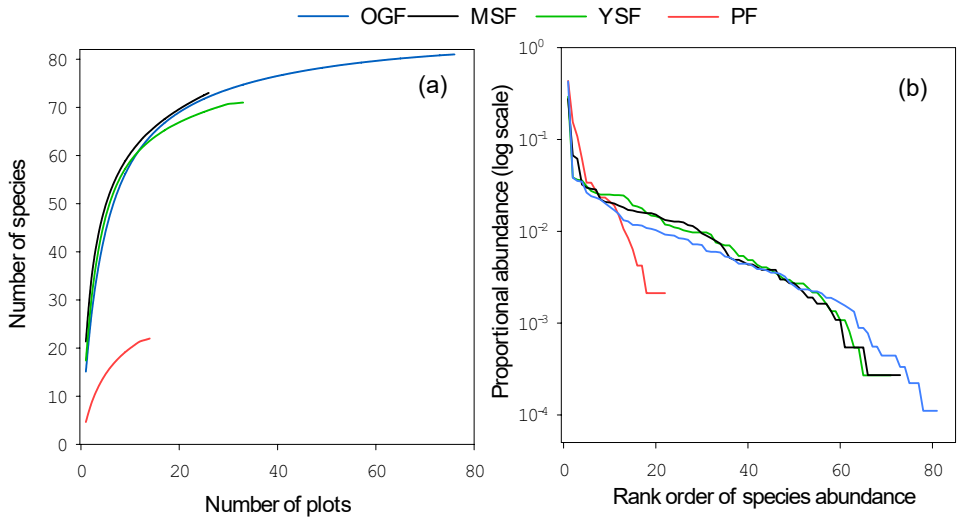 OGF MSF YSF PF
(a)
Number of species
80
70
60
50
40
30
20
10
0
0 20 40 60 80
Number of plots
(b)
Proportional abundance (log scale)
10^0
10^-1
10^-2
10^-3
10^-4
0 20 40 60 80
Rank order of species abundance